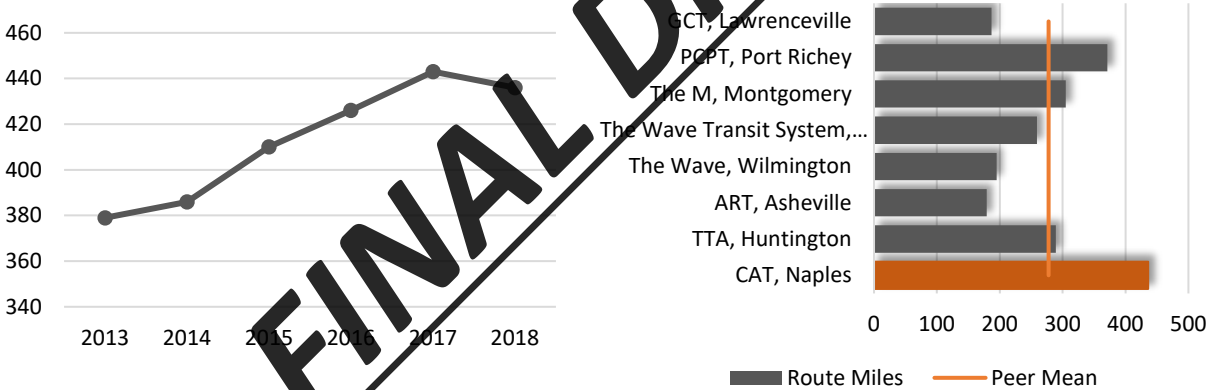 460
440
420
400
380
360
340
2013 2014 2015 2016 2017 2018
GCT, Lawrenceville
PCPT, Port Richey
The M, Montgomery
The Wave Transit System,...
The Wave, Wilmington
ART, Asheville
TTA, Huntington
CAT, Naples
0 100 200 300 400 500
Route Miles Peer Mean
FINAL